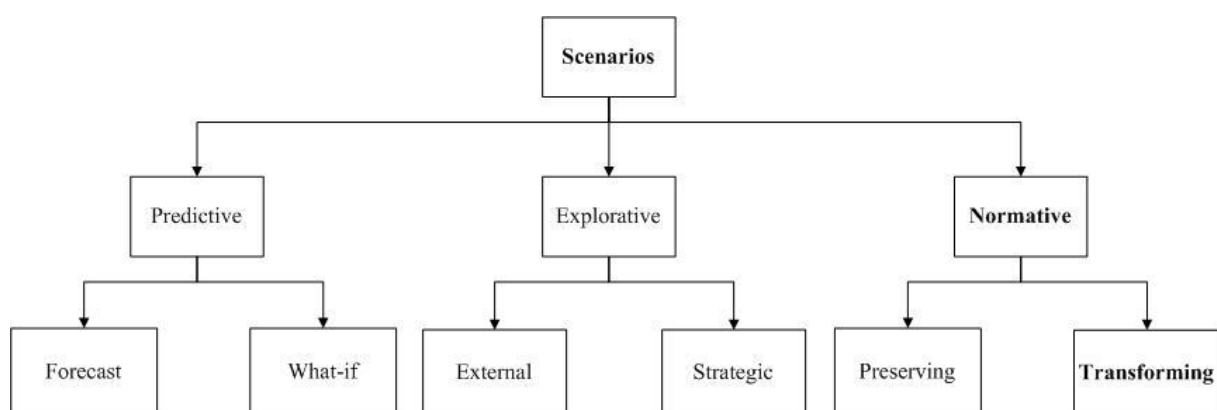 Scenarios
Predictive
Explorative
Normative
Forecast
What-if
External
Strategic
Preserving
Transforming